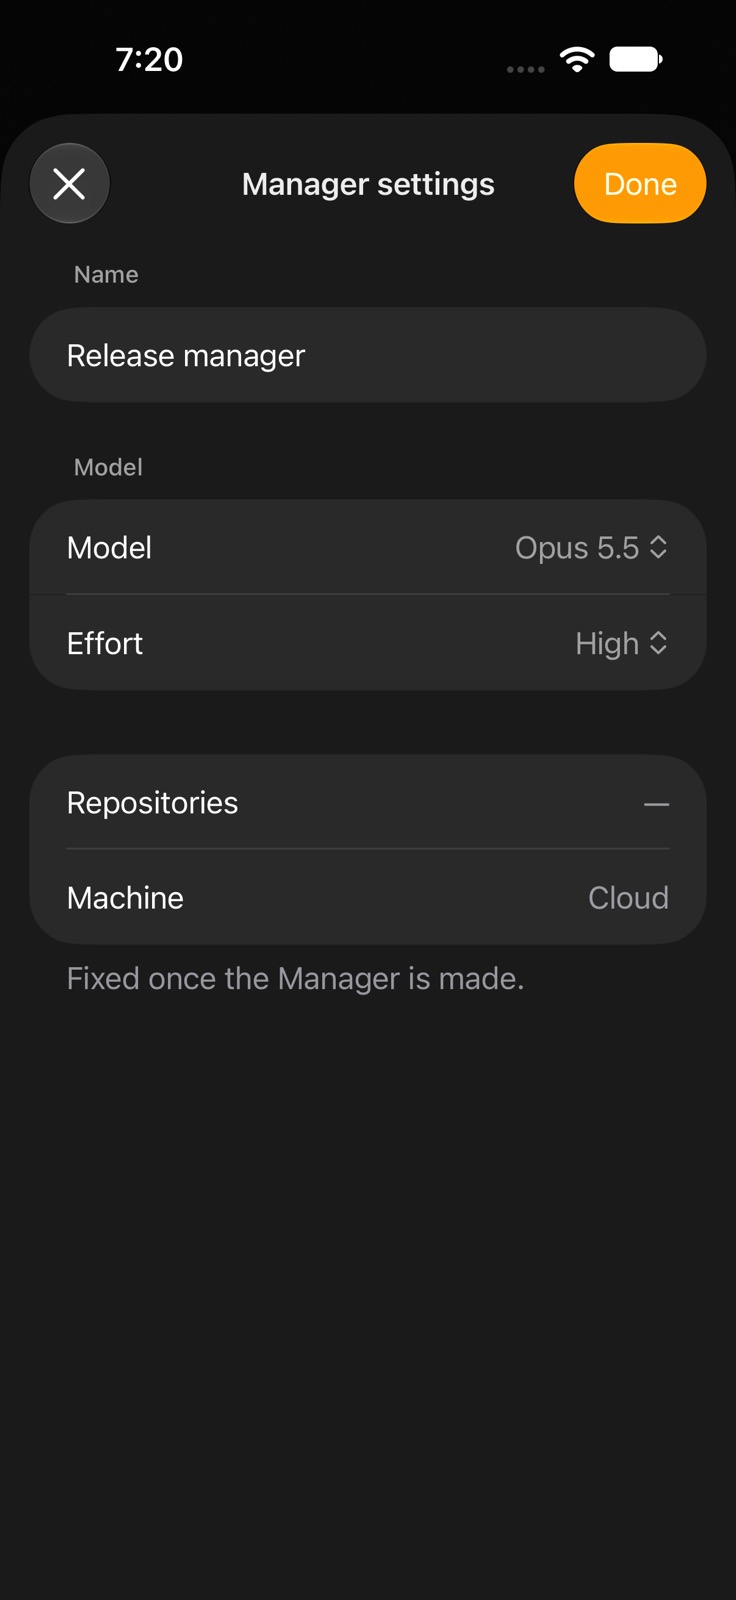 7:20
Manager settings
Done
Name
Release manager
Model
Model
Opus 5.5
Effort
High
Repositories
—
Machine
Cloud
Fixed once the Manager is made.